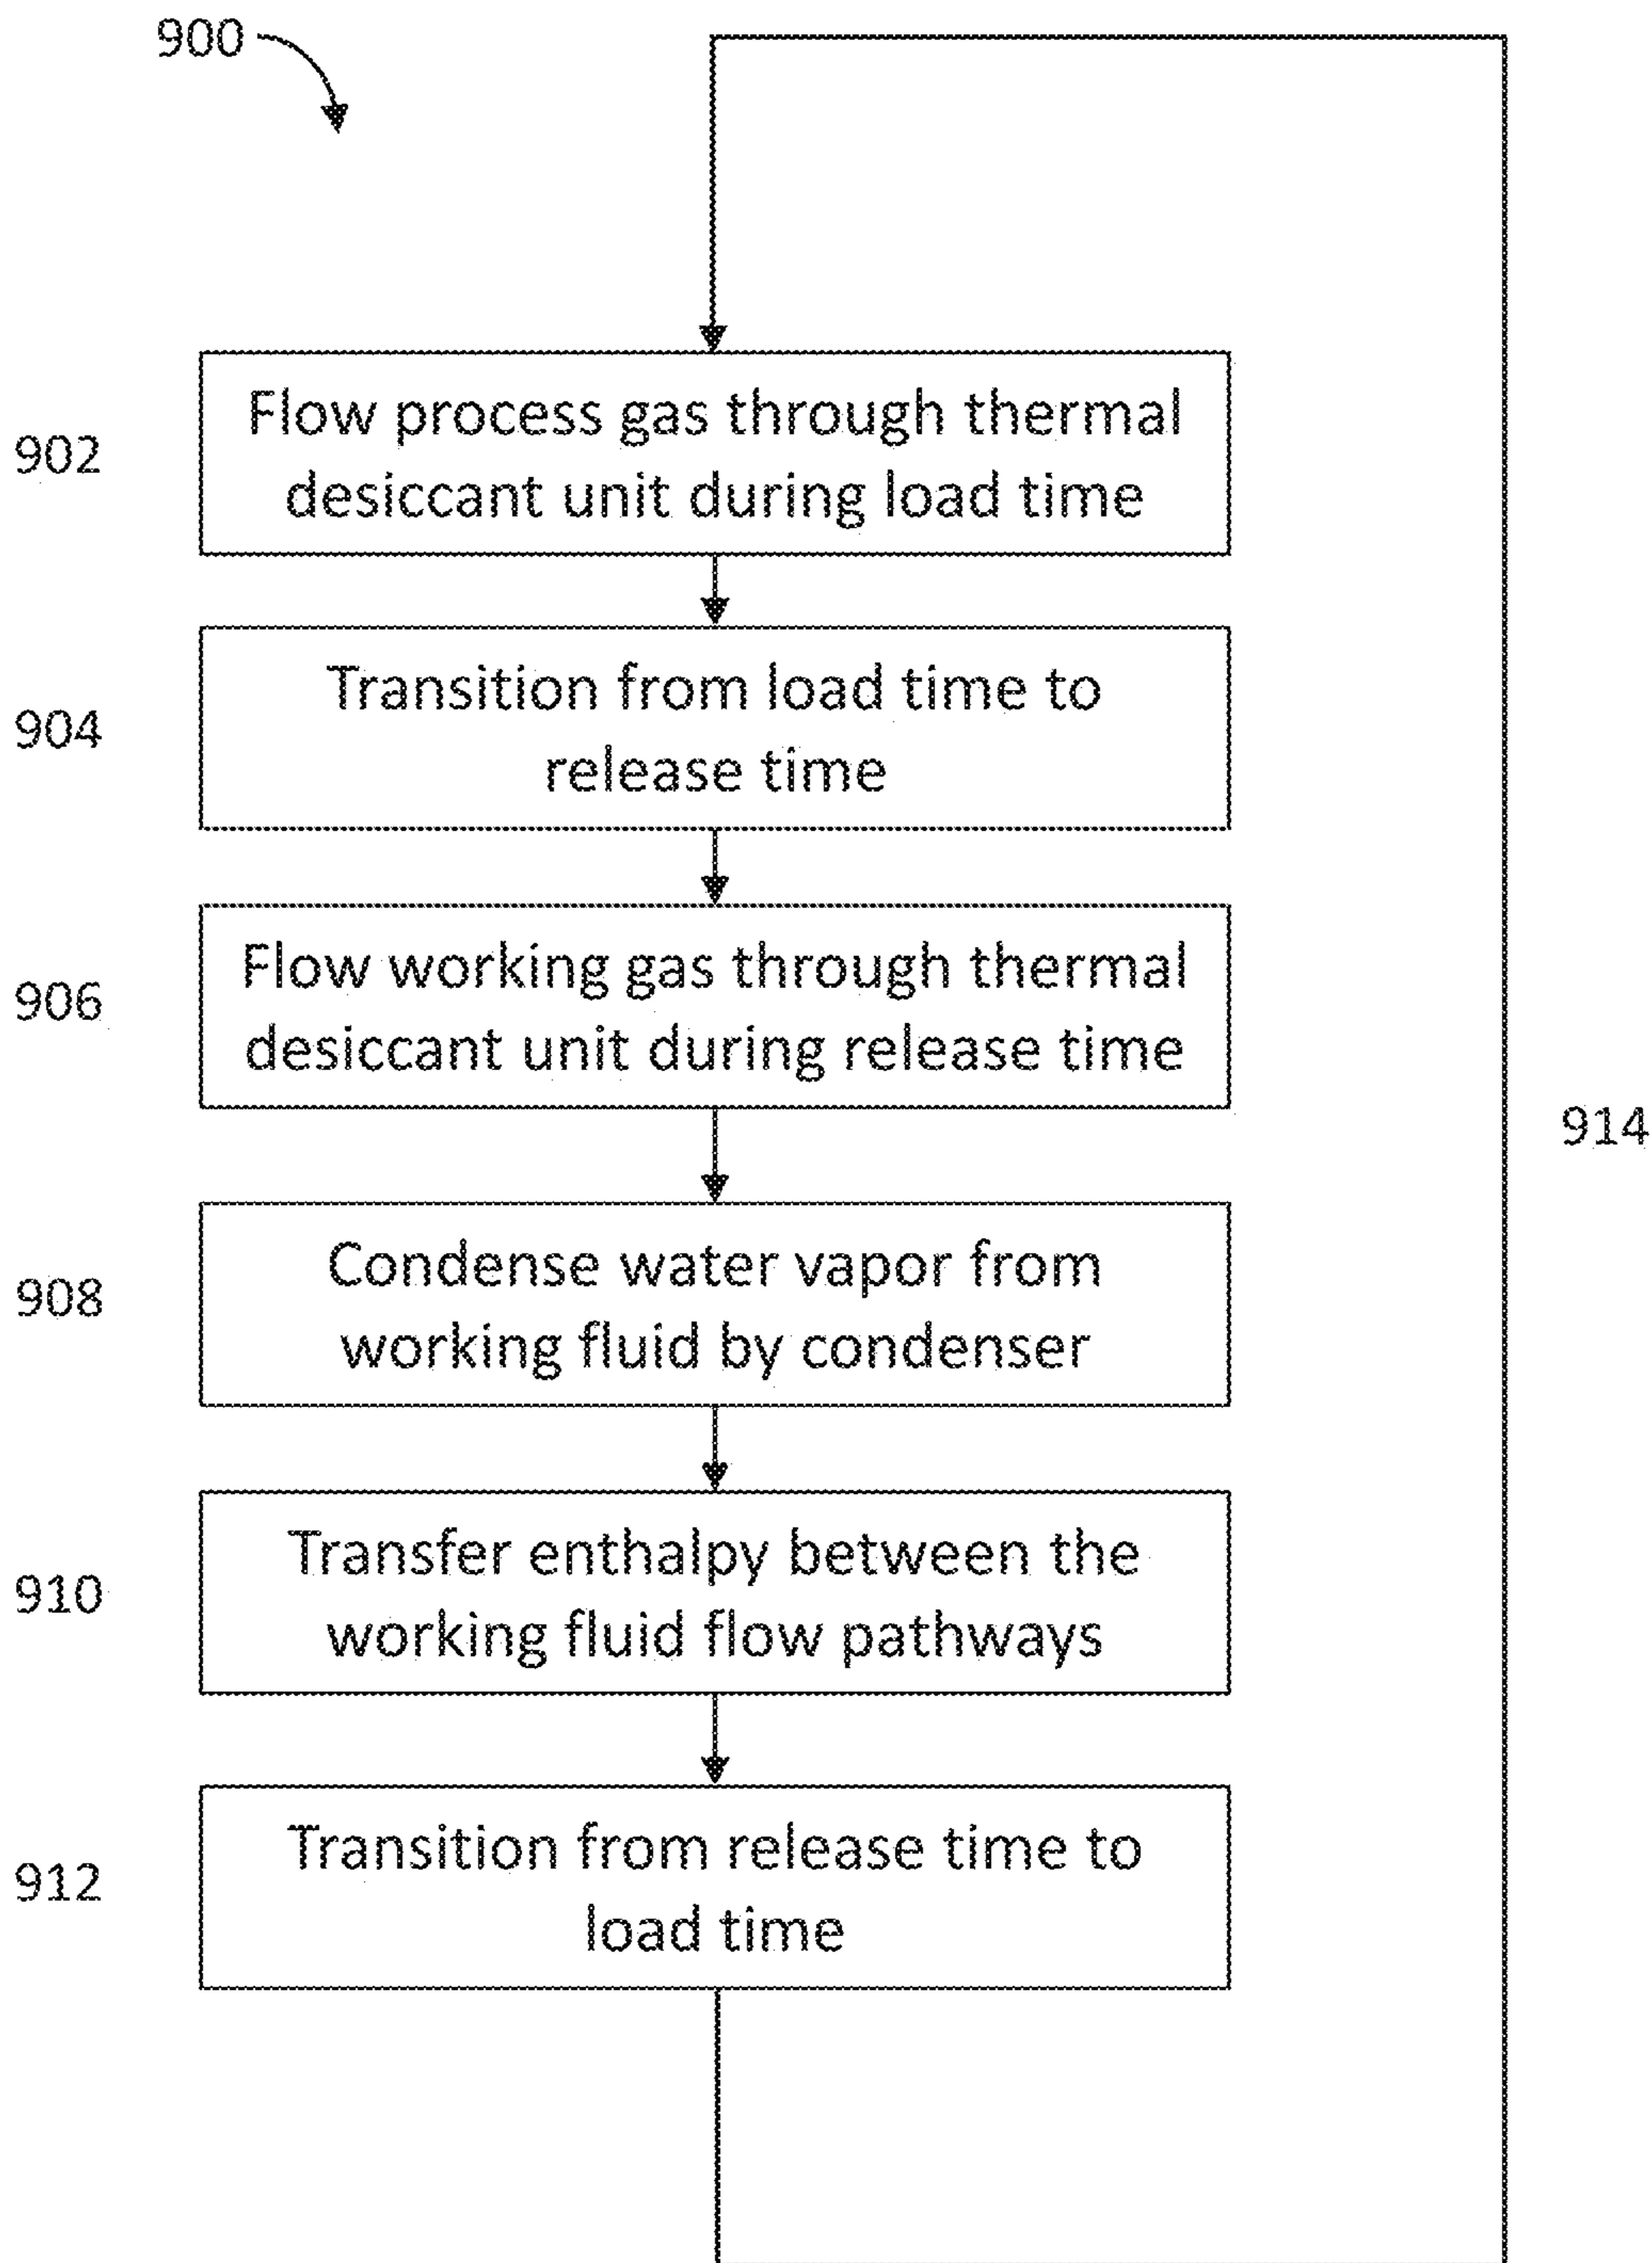 900
902
Flow process gas through thermal
desiccant unit during load time
904
Transition from load time to
release time
906
Flow working gas through thermal
desiccant unit during release time
914
908
Condense water vapor from
working fluid by condenser
910
Transfer enthalpy between the
working fluid flow pathways
912
Transition from release time to
load time